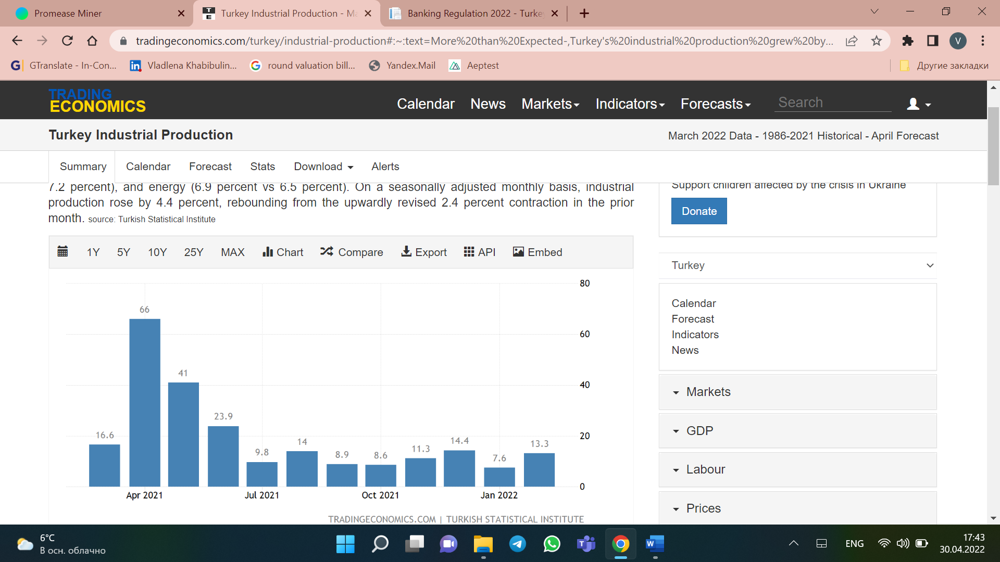 Promease Miner
Turkey Industrial Production - Ma
Banking Regulation 2022 - Turke
tradingeconomics.com/turkey/industrial-production#:~:text=More%20than%20Expected-,Turkey's%20industrial%20production%20grew%20by...
V
GTranslate - In-Con...
Vladlena Khabibulin...
round valuation bill...
Yandex.Mail
Aeptest
Другие закладки
TRADING
ECONOMICS
Calendar
News
Markets
Indicators
Forecasts
Search
Turkey Industrial Production
March 2022 Data - 1986-2021 Historical - April Forecast
Summary
Calendar
Forecast
Stats
Download
Alerts
7.2 percent), and energy (6.9 percent vs 6.5 percent). On a seasonally adjusted monthly basis, industrial
production rose by 4.4 percent, rebounding from the upwardly revised 2.4 percent contraction in the prior
month. source: Turkish Statistical Institute
Support children affected by the crisis in Ukraine
Donate
1Y
5Y
10Y
25Y
MAX
Chart
Compare
Export
API
Embed
80
60
40
20
0
16.6
66
41
23.9
9.8
14
8.9
8.6
11.3
14.4
7.6
13.3
Apr 2021
Jul 2021
Oct 2021
Jan 2022
TRADINGECONOMICS.COM | TURKISH STATISTICAL INSTITUTE
Turkey
Calendar
Forecast
Indicators
News
Markets
GDP
Labour
Prices
6°C
В осн. облачно
ENG
17:43
30.04.2022